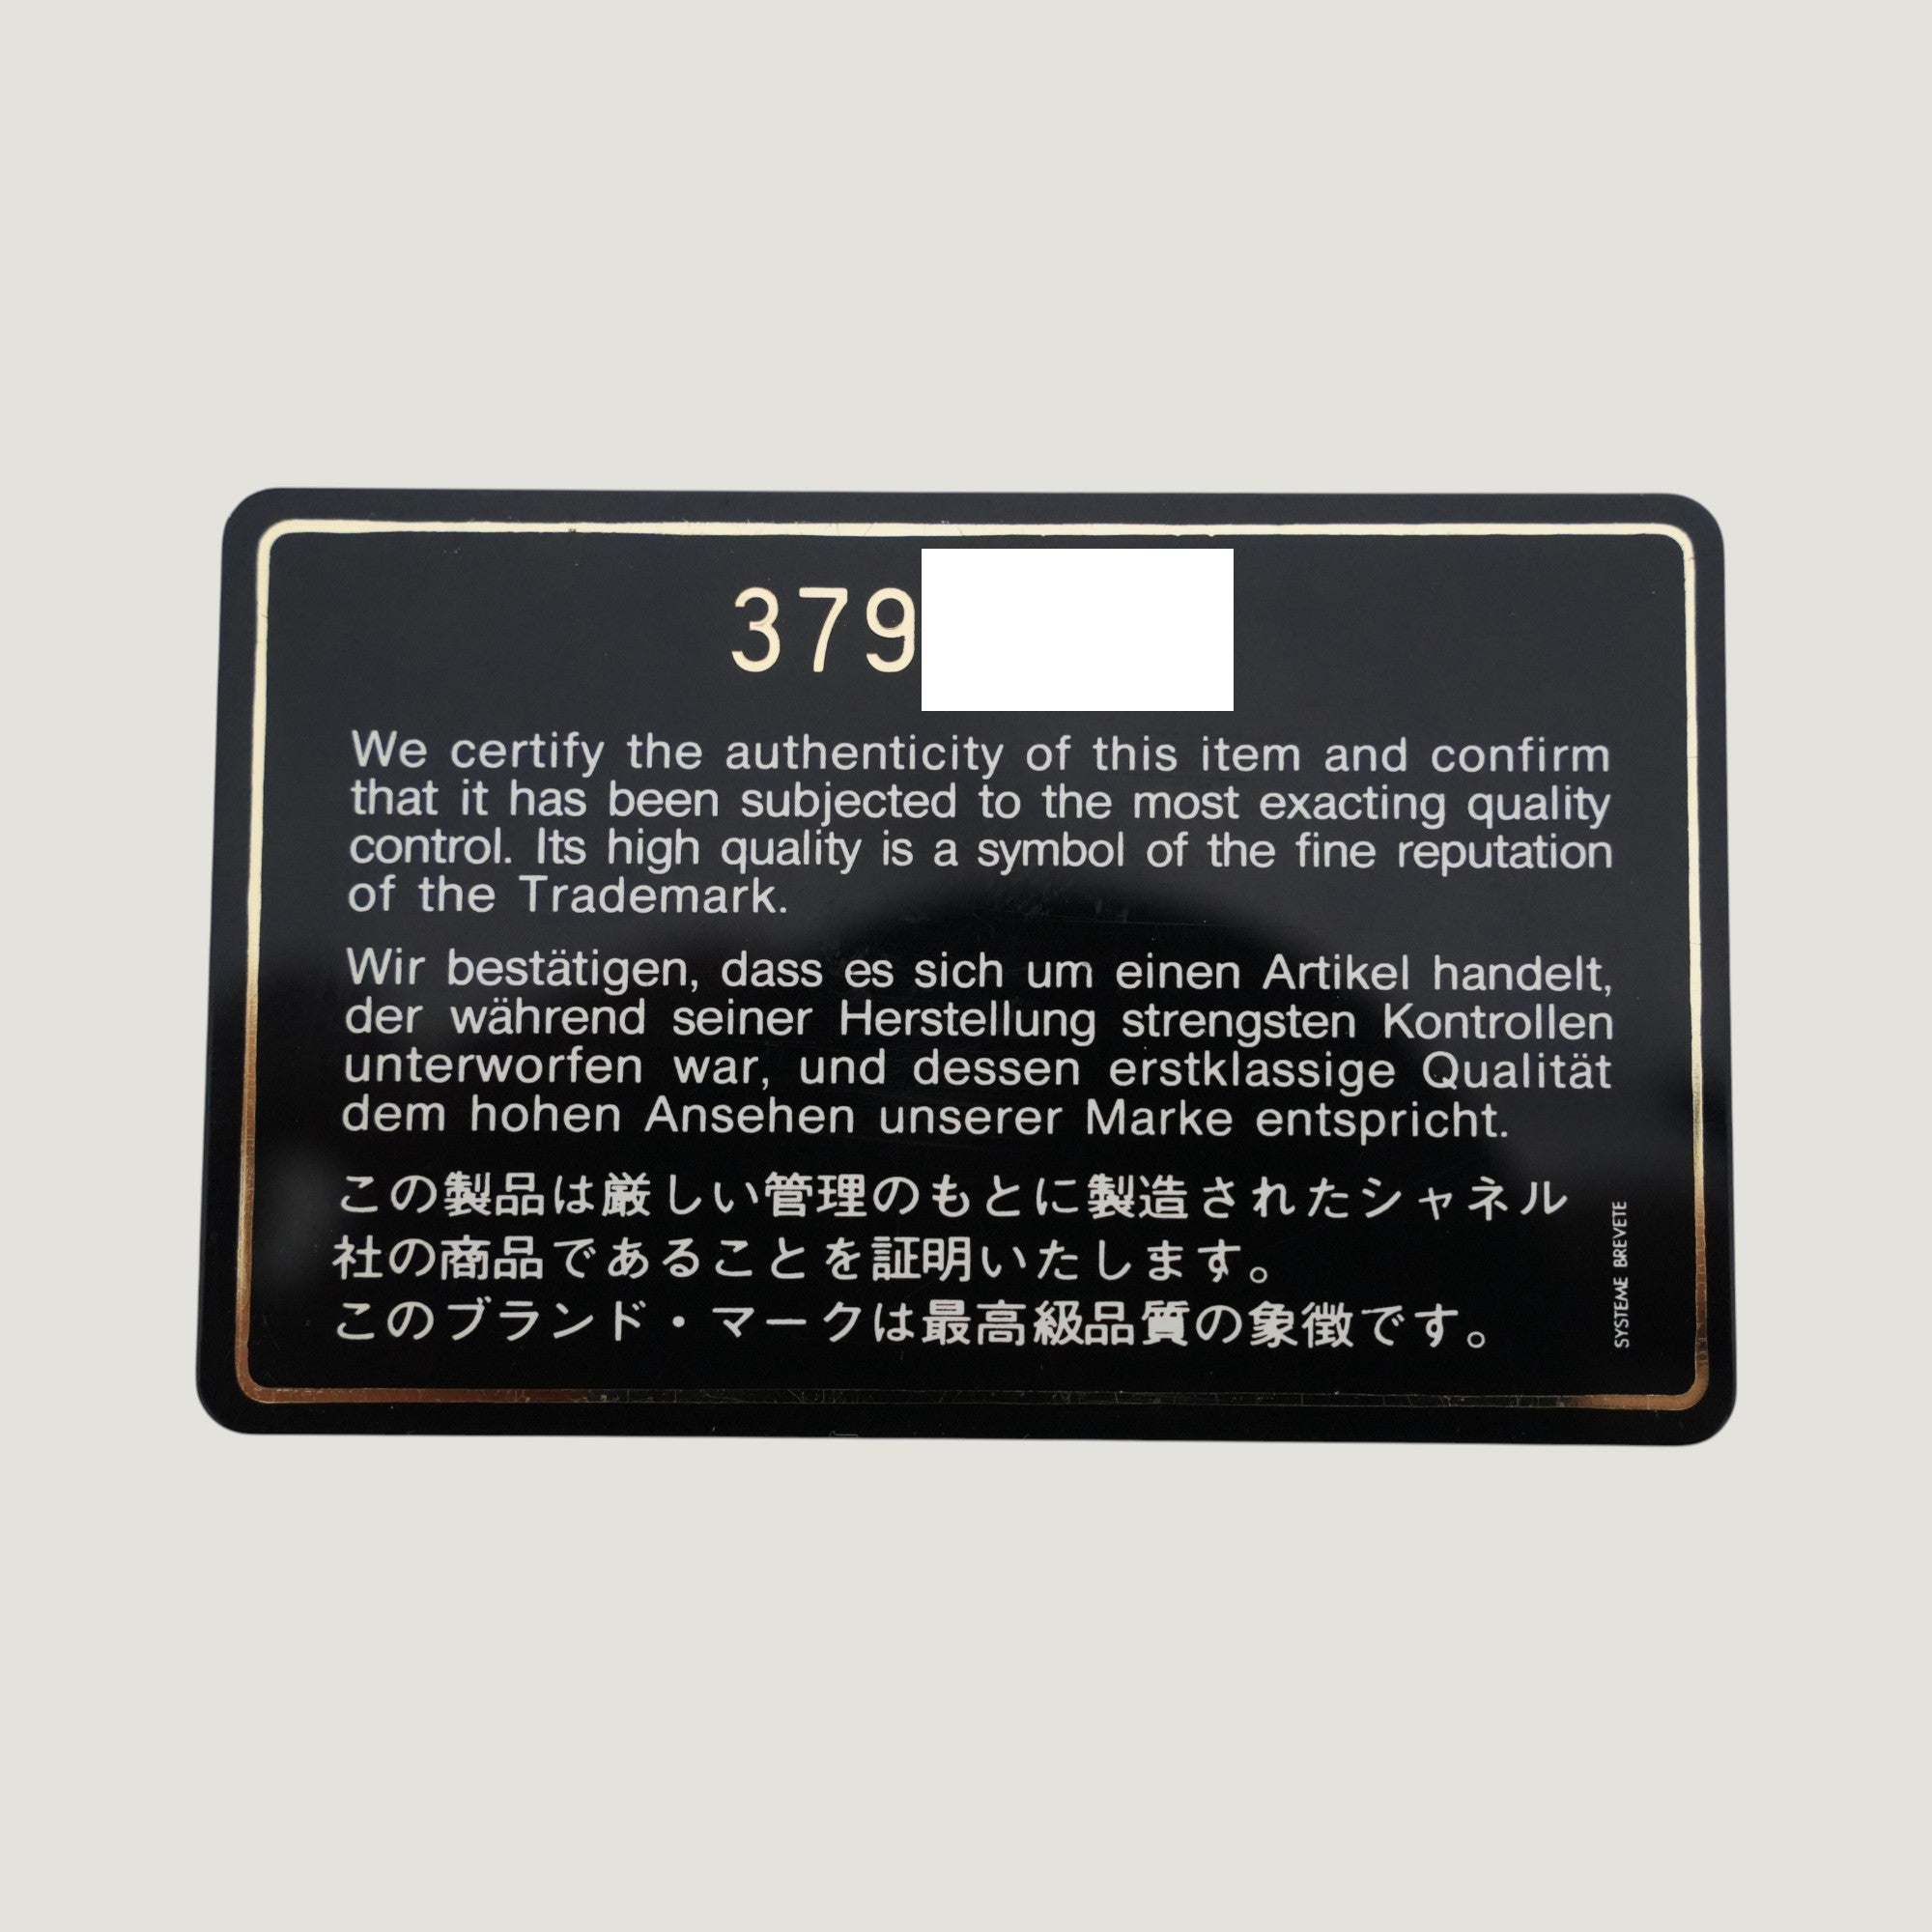 379
We certify the authenticity of this item and confirm
that it has been subjected to the most exacting quality
control. Its high quality is a symbol of the fine reputation
of the Trademark.
Wir bestätigen, dass es sich um einen Artikel handelt,
der während seiner Herstellung strengsten Kontrollen
unterworfen war, und dessen erstklassige Qualität
dem hohen Ansehen unserer Marke entspricht.
この製品は厳しい管理のもとに製造されたシャネル
社の商品であることを証明いたします。
このブランド・マークは最高級品質の象徴です。
SYSTEME BREVETE